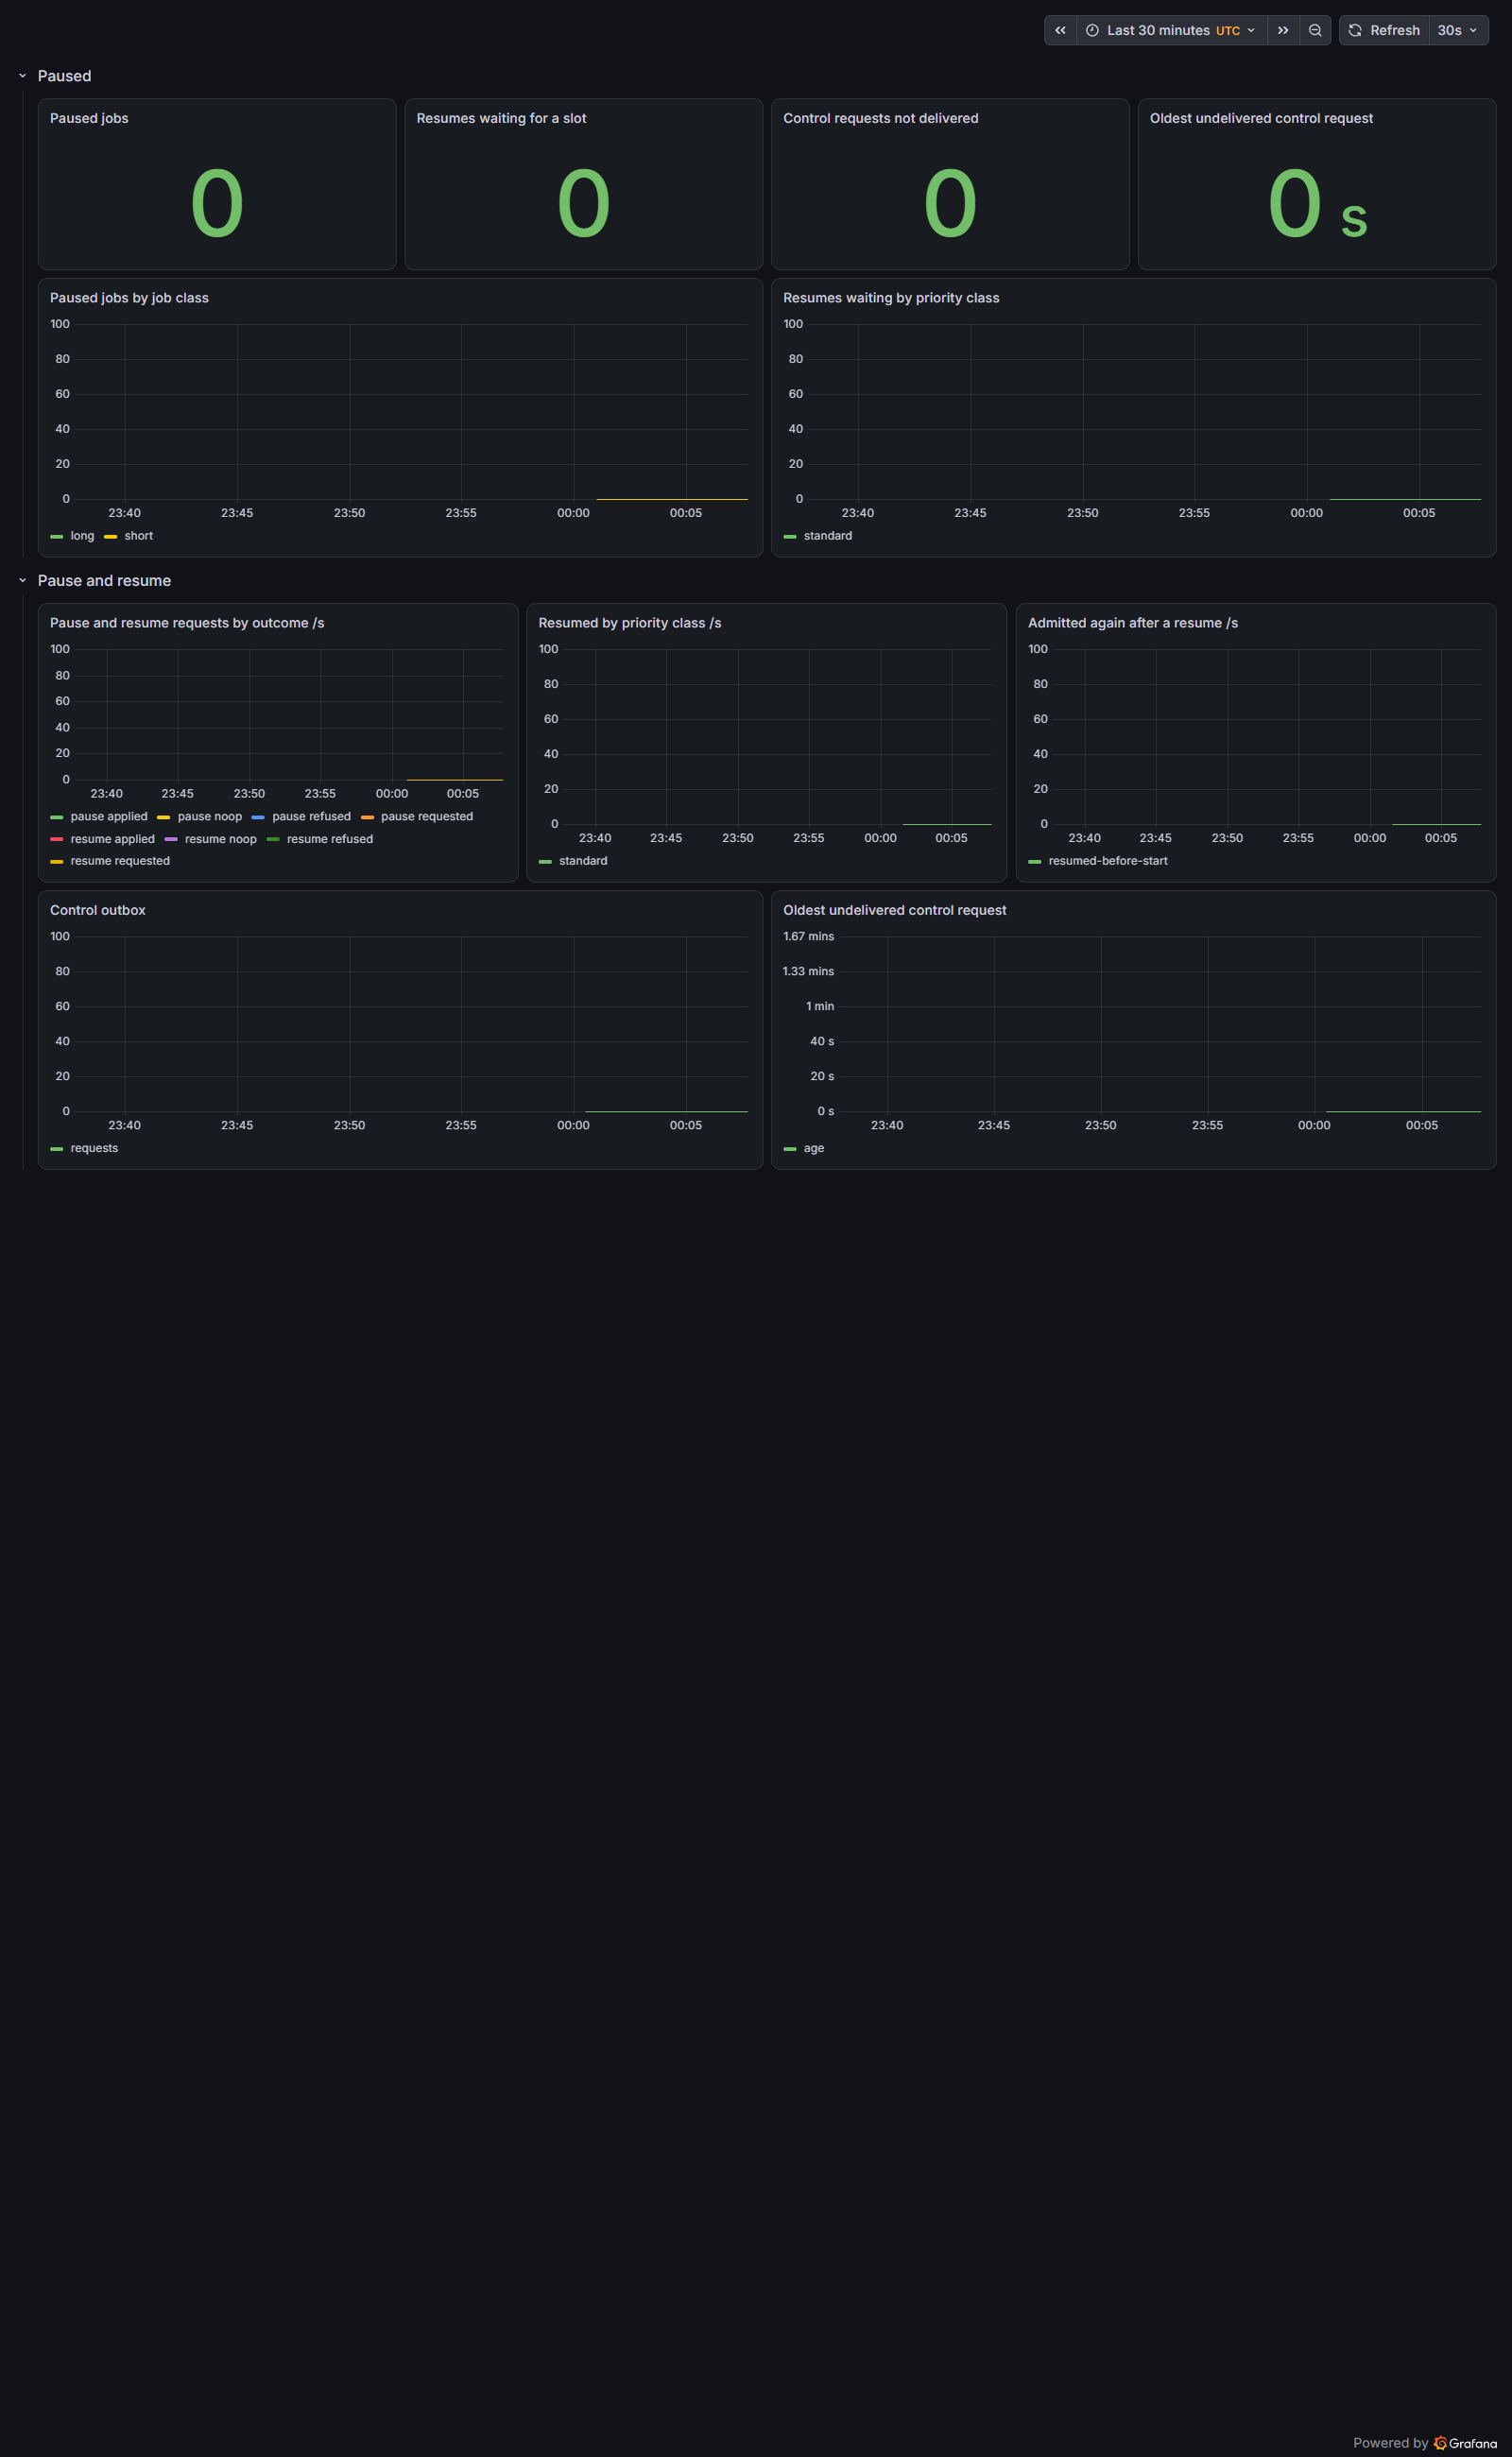 Last 30 minutes UTC
Refresh 30s
Paused
Paused jobs
0
Resumes waiting for a slot
0
Control requests not delivered
0
Oldest undelivered control request
0 s
Paused jobs by job class
100
80
60
40
20
0
23:40 23:45 23:50 23:55 00:00 00:05
long short
Resumes waiting by priority class
100
80
60
40
20
0
23:40 23:45 23:50 23:55 00:00 00:05
standard
Pause and resume
Pause and resume requests by outcome /s
100
80
60
40
20
0
23:40 23:45 23:50 23:55 00:00 00:05
pause applied pause noop pause refused pause requested
resume applied resume noop resume refused
resume requested
Resumed by priority class /s
100
80
60
40
20
0
23:40 23:45 23:50 23:55 00:00 00:05
standard
Admitted again after a resume /s
100
80
60
40
20
0
23:40 23:45 23:50 23:55 00:00 00:05
resumed-before-start
Control outbox
100
80
60
40
20
0
23:40 23:45 23:50 23:55 00:00 00:05
requests
Oldest undelivered control request
1.67 mins
1.33 mins
1 min
40 s
20 s
0 s
23:40 23:45 23:50 23:55 00:00 00:05
age
Powered by Grafana